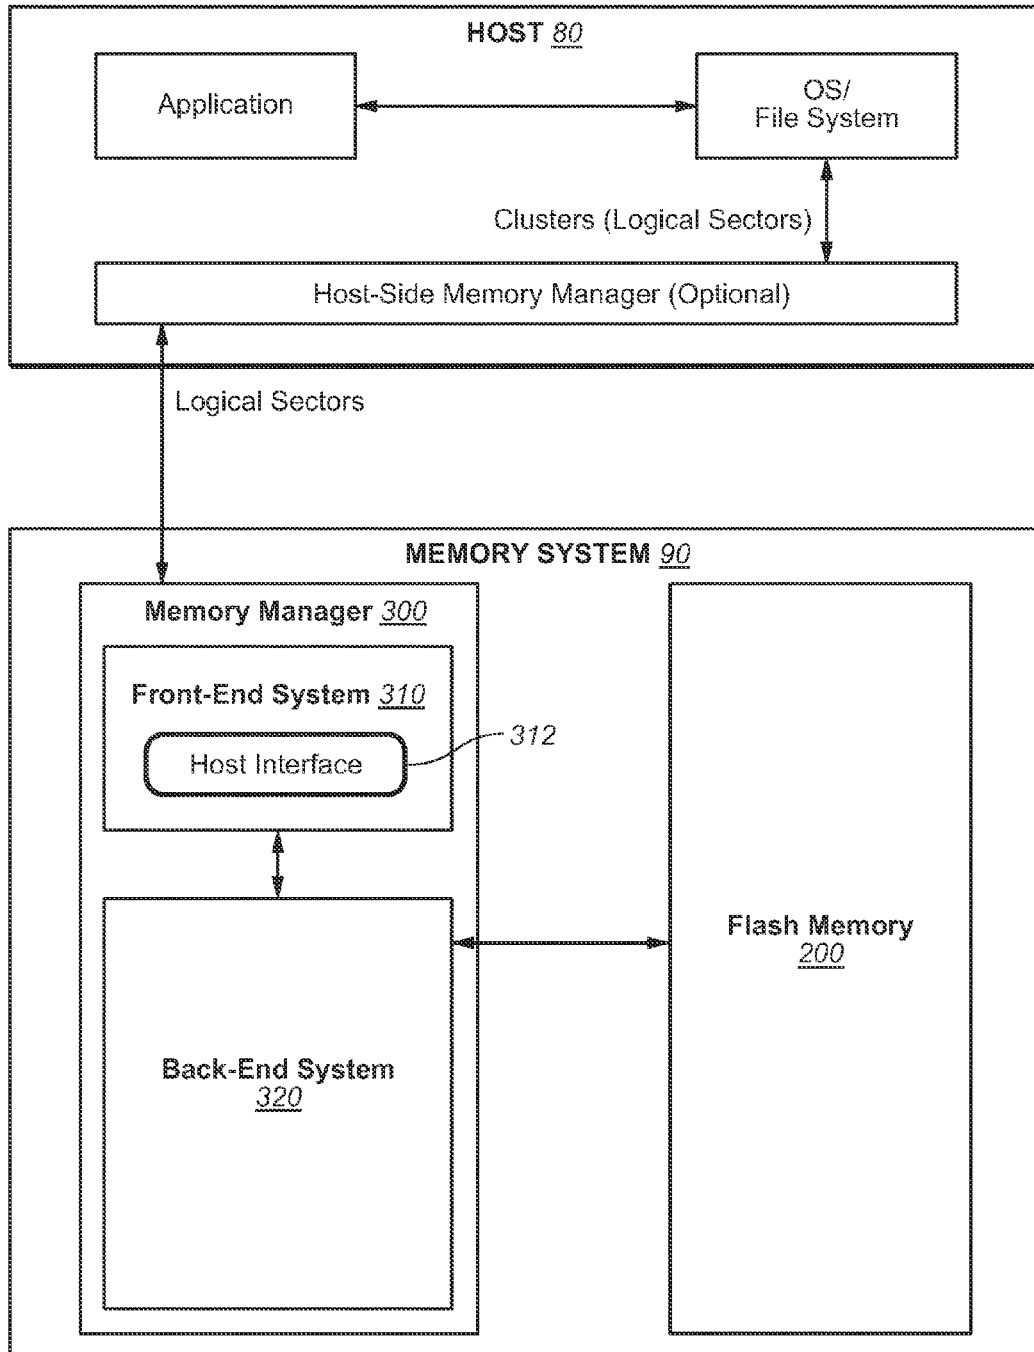 HOST 80
Application
OS/
File System
Clusters (Logical Sectors)
Host-Side Memory Manager (Optional)
Logical Sectors
MEMORY SYSTEM 90
Memory Manager 300
Front-End System 310
Host Interface
312
Back-End System
320
Flash Memory
200